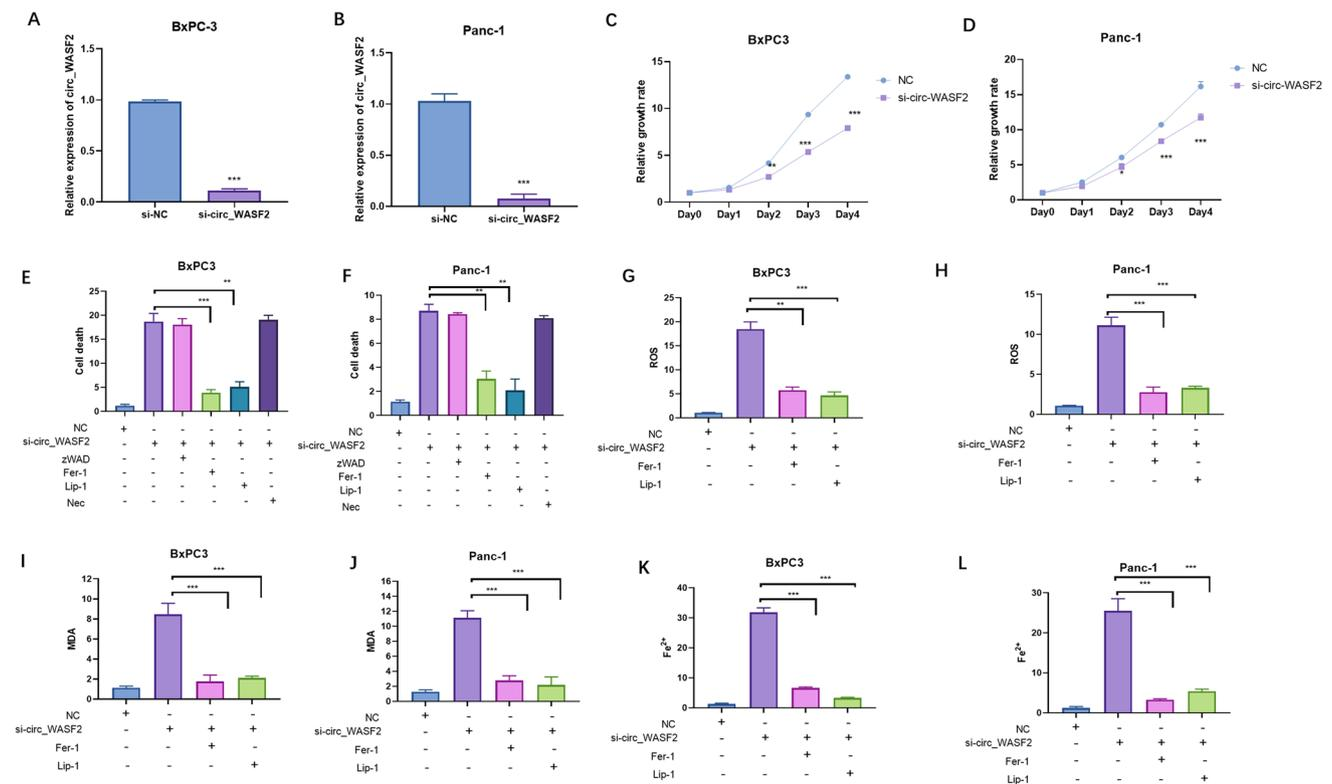 A
BxPC-3
Relative expression of circ_WASF2
1.5
1.0
0.5
0.0
***
si-NC si-circ_WASF2
B
Panc-1
Relative expression of circ_WASF2
1.5
1.0
0.5
0.0
***
si-NC si-circ_WASF2
C
BxPC3
Relative growth rate
15
10
5
0
** *** ***
Day0 Day1 Day2 Day3 Day4
NC
si-circ-WASF2
D
Panc-1
Relative growth rate
20
15
10
5
0
* *** ***
Day0 Day1 Day2 Day3 Day4
NC
si-circ-WASF2
E
BxPC3
Cell death
25
20
15
10
5
0
**
***
NC + - - - - -
si-circ_WASF2 - + + + + +
zWAD - - + - - -
Fer-1 - - - + - -
Lip-1 - - - - + -
Nec - - - - - +
F
Panc-1
Cell death
10
8
6
4
2
0
**
**
NC + - - - - -
si-circ_WASF2 - + + + + +
zWAD - - + - - -
Fer-1 - - - + - -
Lip-1 - - - - + -
Nec - - - - - +
G
BxPC3
ROS
25
20
15
10
5
0
***
**
NC + - - -
si-circ_WASF2 - + + +
Fer-1 - - + -
Lip-1 - - - +
H
Panc-1
ROS
15
10
5
0
***
***
NC + - - -
si-circ_WASF2 - + + +
Fer-1 - - + -
Lip-1 - - - +
I
BxPC3
MDA
12
10
8
6
4
2
0
***
***
NC + - - -
si-circ_WASF2 - + + +
Fer-1 - - + -
Lip-1 - - - +
J
Panc-1
MDA
16
14
12
10
8
6
4
2
0
***
***
NC + - - -
si-circ_WASF2 - + + +
Fer-1 - - + -
Lip-1 - - - +
K
BxPC3
Fe2+
40
30
20
10
0
***
***
NC + - - -
si-circ_WASF2 - + + +
Fer-1 - - + -
Lip-1 - - - +
L
Panc-1
Fe2+
30
20
10
0
***
***
NC + - - -
si-circ_WASF2 - + + +
Fer-1 - - + -
Lip-1 - - - +